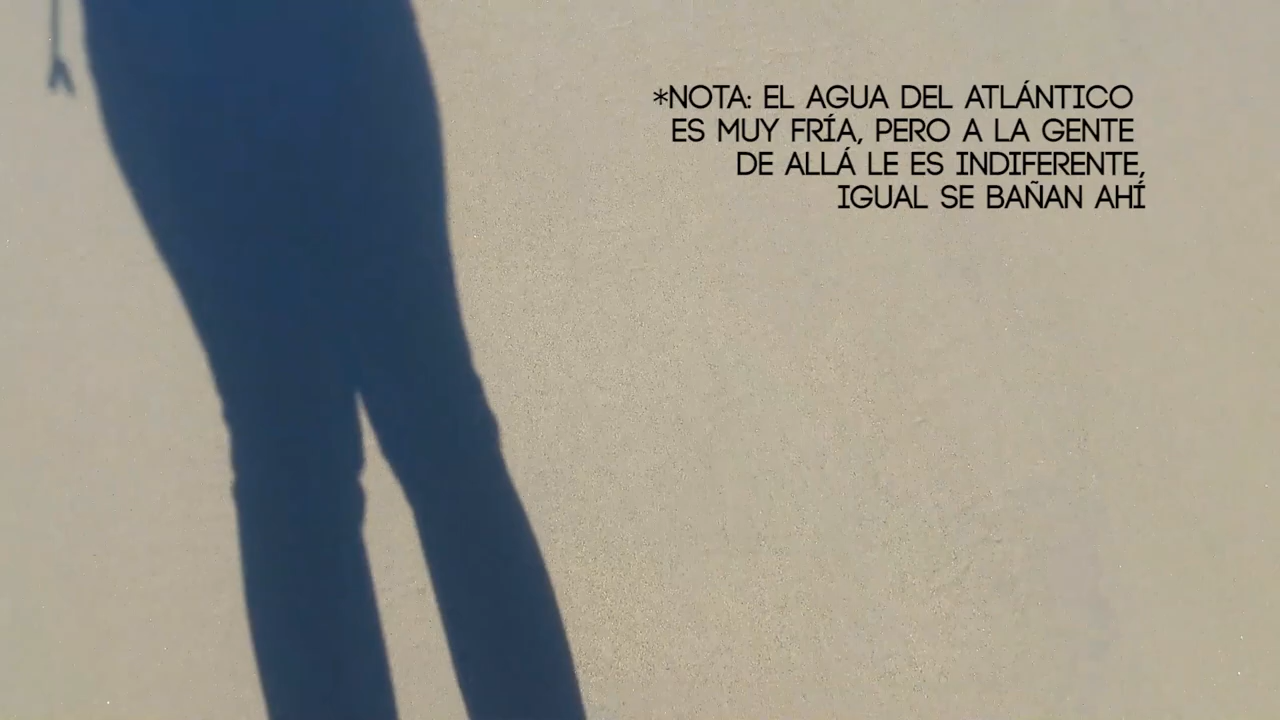 *NOTA: EL AGUA DEL ATLÁNTICO
ES MUY FRÍA, PERO A LA GENTE
DE ALLÁ LE ES INDIFERENTE,
IGUAL SE BAÑAN AHÍ